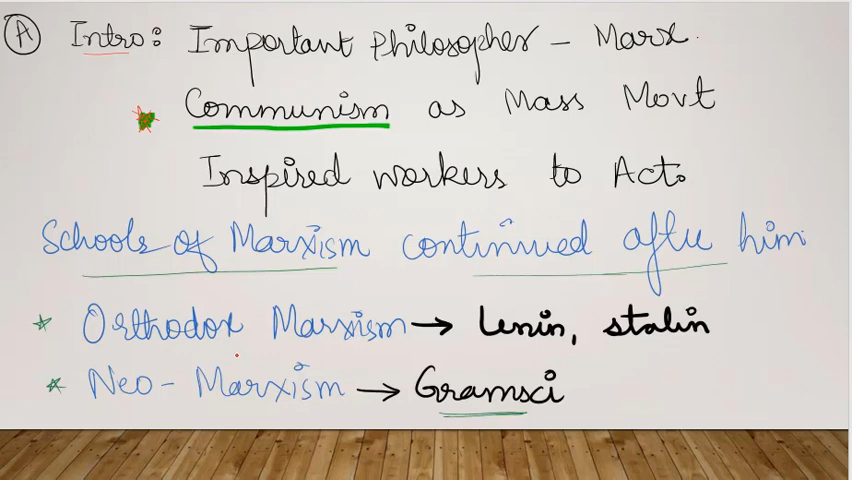 A Intro: Important Philosopher - Marx.
Communism as Mass Movt
Inspired workers to Act.
Schools of Marxism continued after him
Orthodox Marxism → Lenin, Stalin
Neo-Marxism → Gramsci